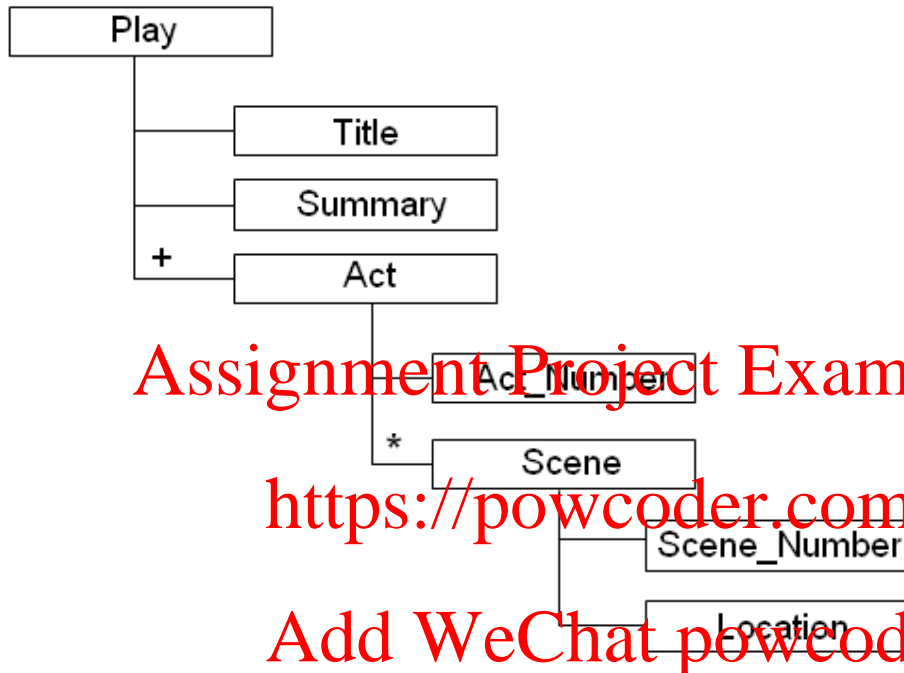 Play
Title
Summary
+
Act
Act_Number
Assignment Project Exam
*
Scene
https://powcoder.com
Scene_Number
Location
Add WeChat powcod